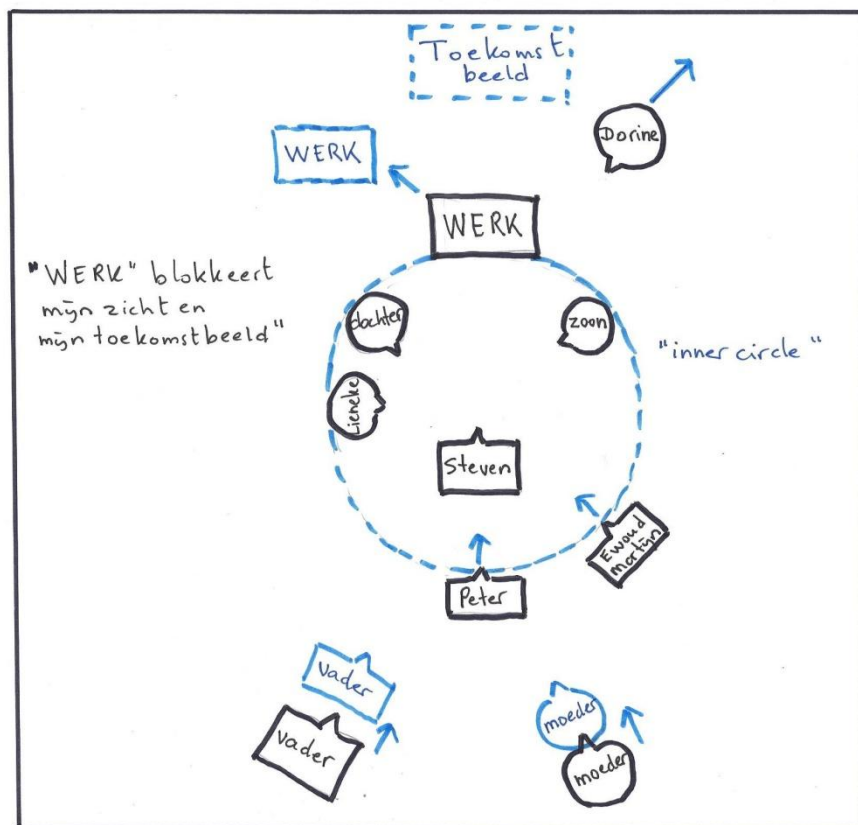 Toekomst
beeld
Dorine
WERK
WERK
"WERK" blokkeert
mijn zicht en
mijn toekomstbeeld"
dochter
zoon
"inner circle"
Lieneke
Steven
Ewoud
martijn
Peter
vader
vader
moeder
moeder